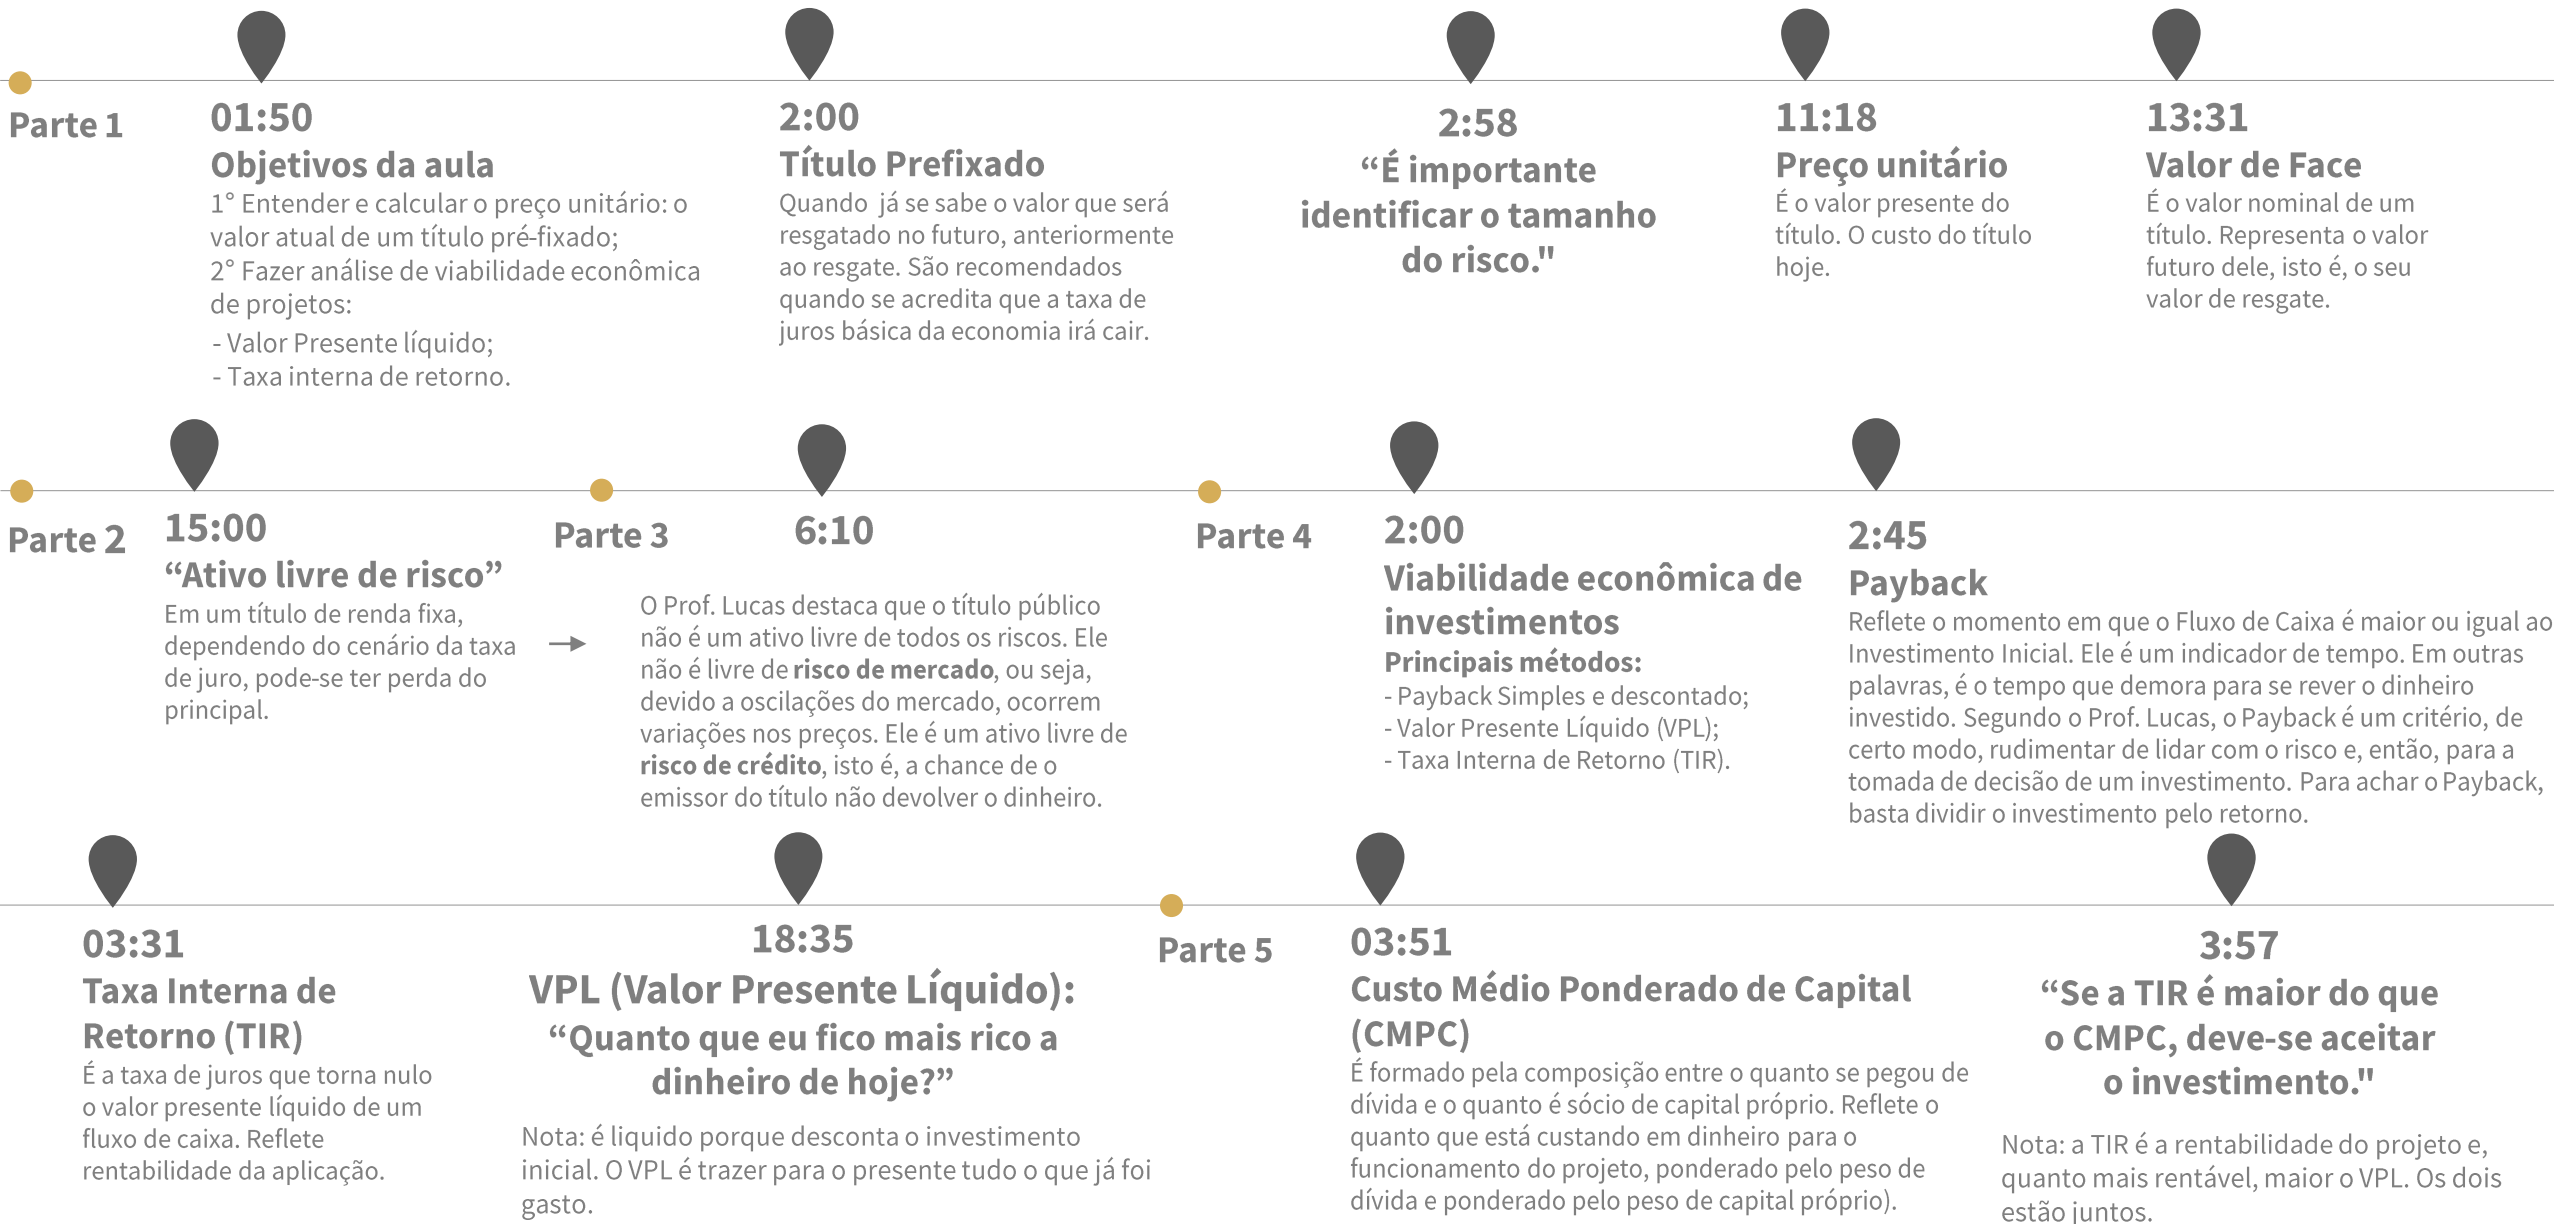 Parte 1
01:50
Objetivos da aula
1° Entender e calcular o preço unitário: o
valor atual de um título pré-fixado;
2° Fazer análise de viabilidade econômica
de projetos:
- Valor Presente líquido;
- Taxa interna de retorno.
2:00
Título Prefixado
Quando já se sabe o valor que será
resgatado no futuro, anteriormente
ao resgate. São recomendados
quando se acredita que a taxa de
juros básica da economia irá cair.
2:58
“É importante
identificar o tamanho
do risco."
11:18
Preço unitário
É o valor presente do
título. O custo do título
hoje.
13:31
Valor de Face
É o valor nominal de um
título. Representa o valor
futuro dele, isto é, o seu
valor de resgate.
Parte 2
15:00
“Ativo livre de risco”
Em um título de renda fixa,
dependendo do cenário da taxa
de juro, pode-se ter perda do
principal.
Parte 3
6:10
O Prof. Lucas destaca que o título público
não é um ativo livre de todos os riscos. Ele
não é livre de risco de mercado, ou seja,
devido a oscilações do mercado, ocorrem
variações nos preços. Ele é um ativo livre de
risco de crédito, isto é, a chance de o
emissor do título não devolver o dinheiro.
Parte 4
2:00
Viabilidade econômica de
investimentos
Principais métodos:
- Payback Simples e descontado;
- Valor Presente Líquido (VPL);
- Taxa Interna de Retorno (TIR).
2:45
Payback
Reflete o momento em que o Fluxo de Caixa é maior ou igual ao
Investimento Inicial. Ele é um indicador de tempo. Em outras
palavras, é o tempo que demora para se rever o dinheiro
investido. Segundo o Prof. Lucas, o Payback é um critério, de
certo modo, rudimentar de lidar com o risco e, então, para a
tomada de decisão de um investimento. Para achar o Payback,
basta dividir o investimento pelo retorno.
03:31
Taxa Interna de
Retorno (TIR)
É a taxa de juros que torna nulo
o valor presente líquido de um
fluxo de caixa. Reflete
rentabilidade da aplicação.
18:35
VPL (Valor Presente Líquido):
“Quanto que eu fico mais rico a
dinheiro de hoje?”
Nota: é liquido porque desconta o investimento
inicial. O VPL é trazer para o presente tudo o que já foi
gasto.
Parte 5
03:51
Custo Médio Ponderado de Capital
(CMPC)
É formado pela composição entre o quanto se pegou de
dívida e o quanto é sócio de capital próprio. Reflete o
quanto que está custando em dinheiro para o
funcionamento do projeto, ponderado pelo peso de
dívida e ponderado pelo peso de capital próprio).
3:57
“Se a TIR é maior do que
o CMPC, deve-se aceitar
o investimento."
Nota: a TIR é a rentabilidade do projeto e,
quanto mais rentável, maior o VPL. Os dois
estão juntos.